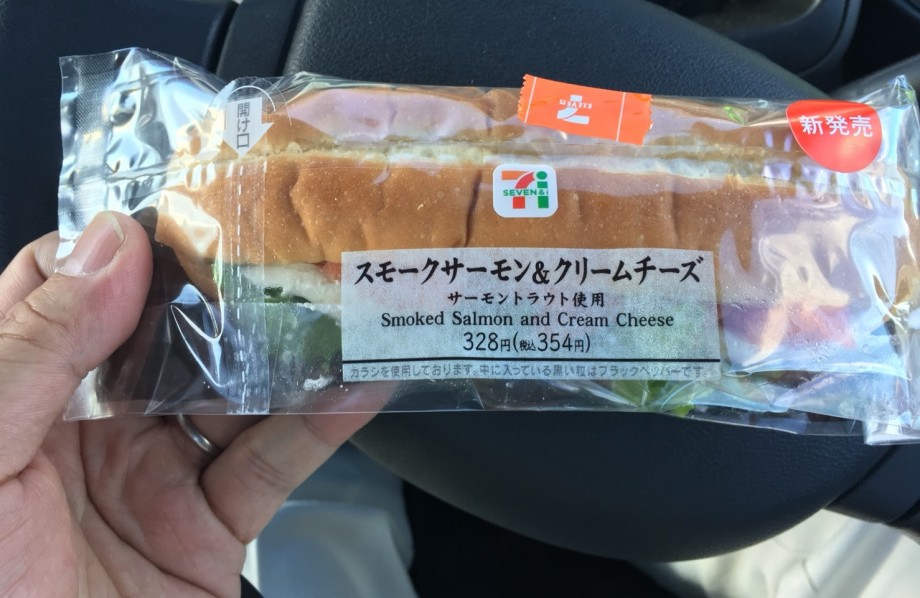 開け口
7
ELEVEN
新発売
SEVEN&i
スモークサーモン&クリームチーズ
サーモントラウト使用
Smoked Salmon and Cream Cheese
328円(税込354円)
カラシを使用しております。中に入っている黒い粒はブラックペッパーです。